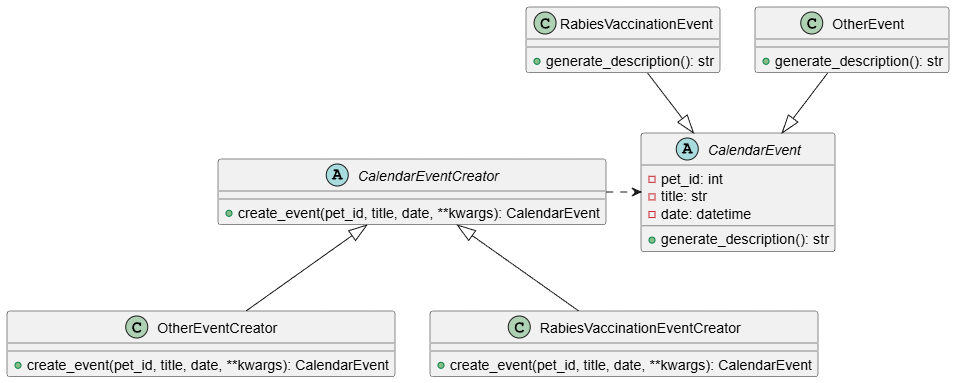 C RabiesVaccinationEvent
generate_description(): str
C OtherEvent
generate_description(): str
A CalendarEvent
pet_id: int
title: str
date: datetime
generate_description(): str
A CalendarEventCreator
create_event(pet_id, title, date, **kwargs): CalendarEvent
C OtherEventCreator
create_event(pet_id, title, date, **kwargs): CalendarEvent
C RabiesVaccinationEventCreator
create_event(pet_id, title, date, **kwargs): CalendarEvent